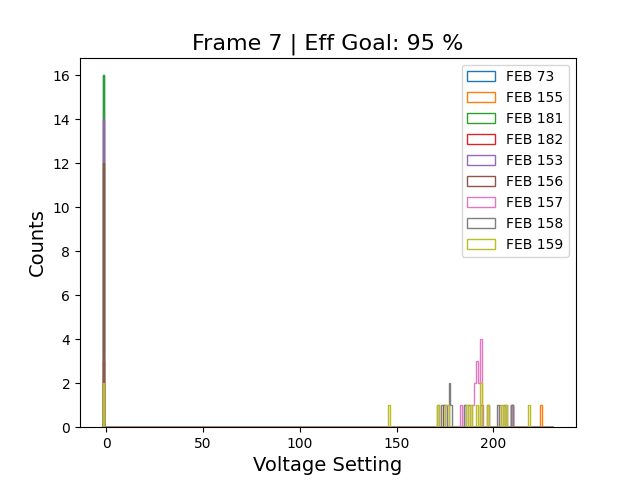 Frame 7 | Eff Goal: 95 %
16
14
12
10
8
6
4
2
0
Counts
0 50 100 150 200
Voltage Setting
FEB 73
FEB 155
FEB 181
FEB 182
FEB 153
FEB 156
FEB 157
FEB 158
FEB 159